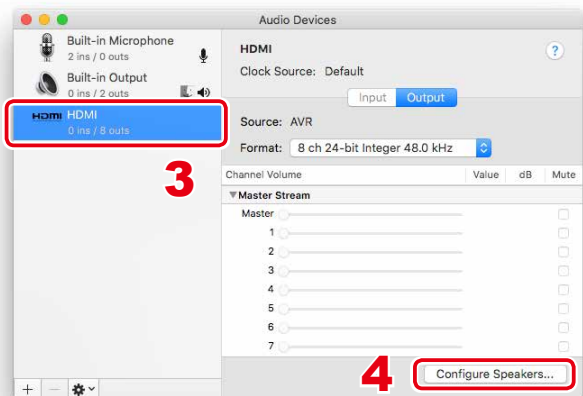 Audio Devices
Built-in Microphone
2 ins / 0 outs
Built-in Output
0 ins / 2 outs
HDMI HDMI
0 ins / 8 outs
3
HDMI
?
Clock Source: Default
Input Output
Source: AVR
Format: 8 ch 24-bit Integer 48.0 kHz
Channel Volume Value dB Mute
▼Master Stream
Master
1
2
3
4
5
6
7
4
Configure Speakers...
+ −